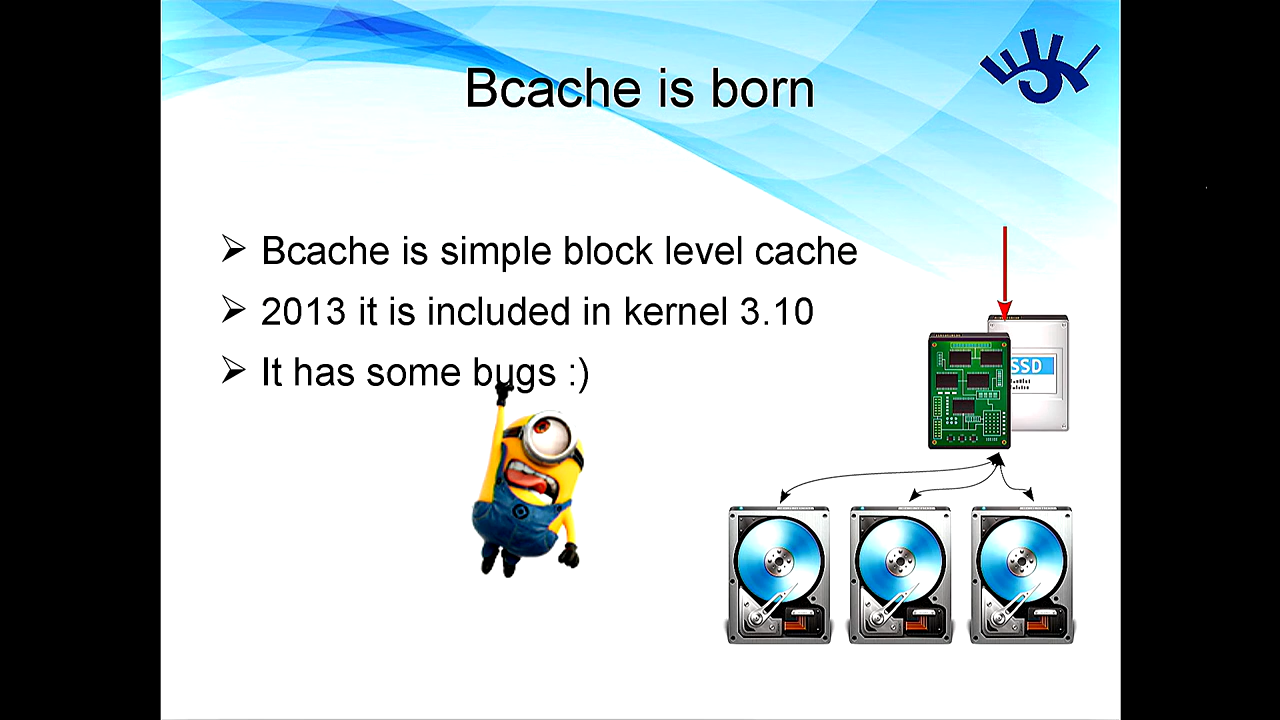 Bcache is born
Bcache is simple block level cache
2013 it is included in kernel 3.10
It has some bugs :)
SSD